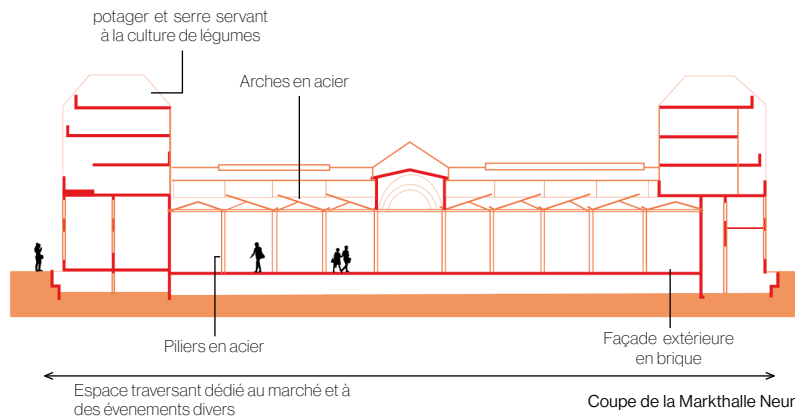 potager et serre servant
à la culture de légumes
Arches en acier
Piliers en acier
Façade extérieure
en brique
Espace traversant dédié au marché et à
des évenements divers
Coupe de la Markthalle Neun